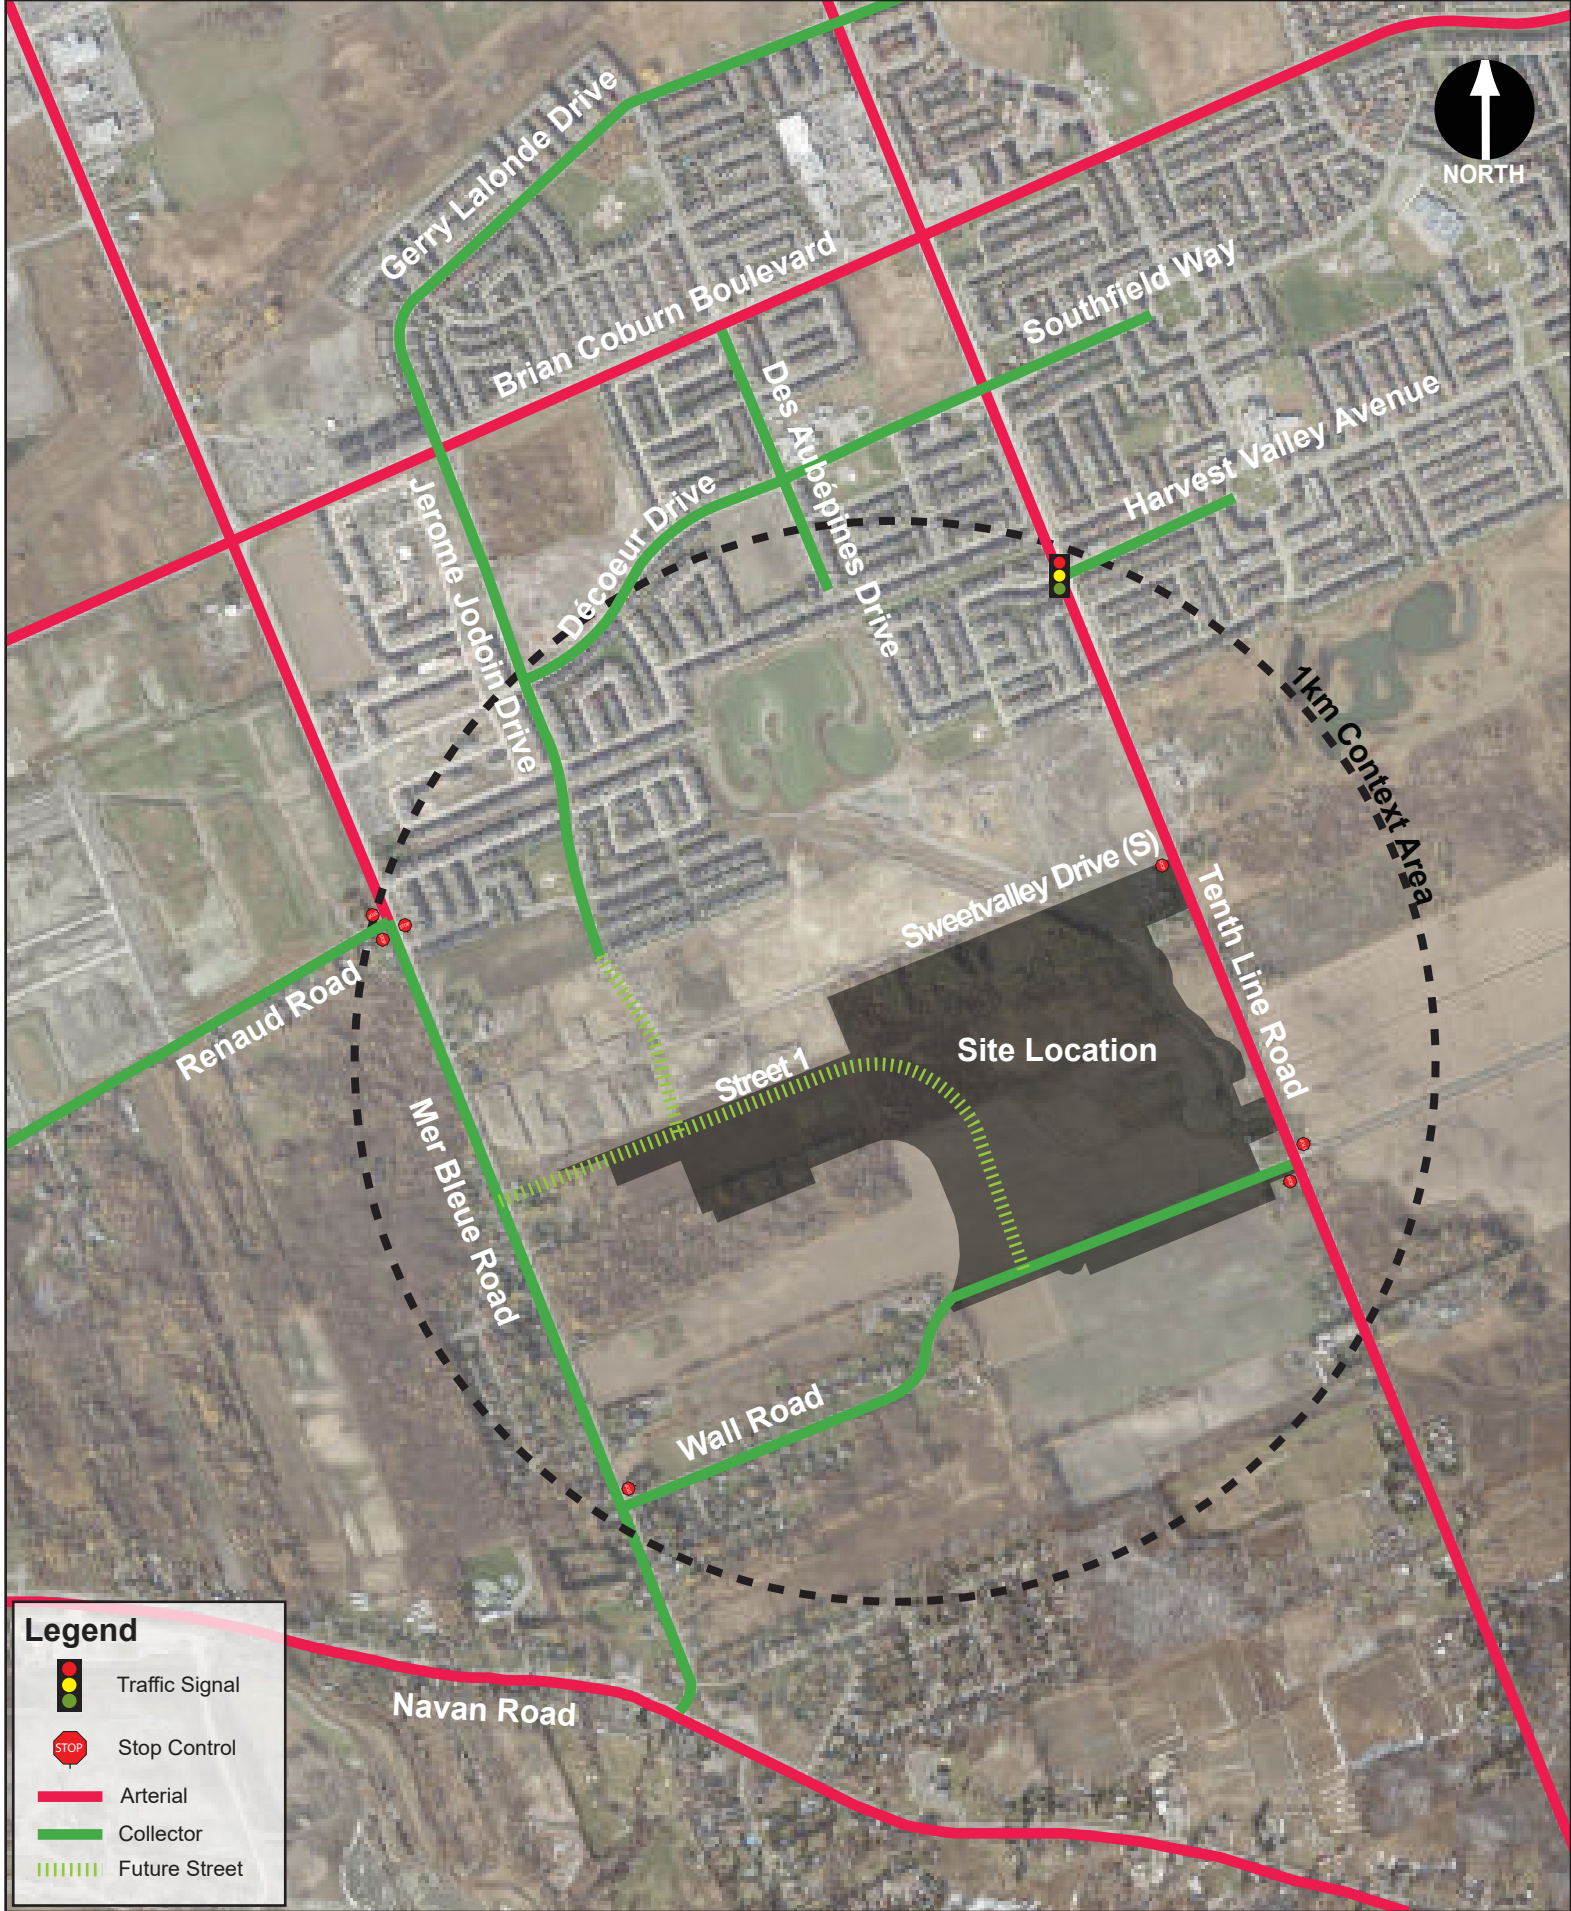 NORTH
Gerry Lalonde Drive
Brian Coburn Boulevard
Southfield Way
Harvest Valley Avenue
Des Aubépines Drive
Décoeur Drive
Jerome Jodoin Drive
1km Context Area
Sweetvalley Drive (S)
Tenth Line Road
Renaud Road
Site Location
Street 1
Mer Bleue Road
Wall Road
Navan Road
Legend
Traffic Signal
STOP
Stop Control
Arterial
Collector
Future Street